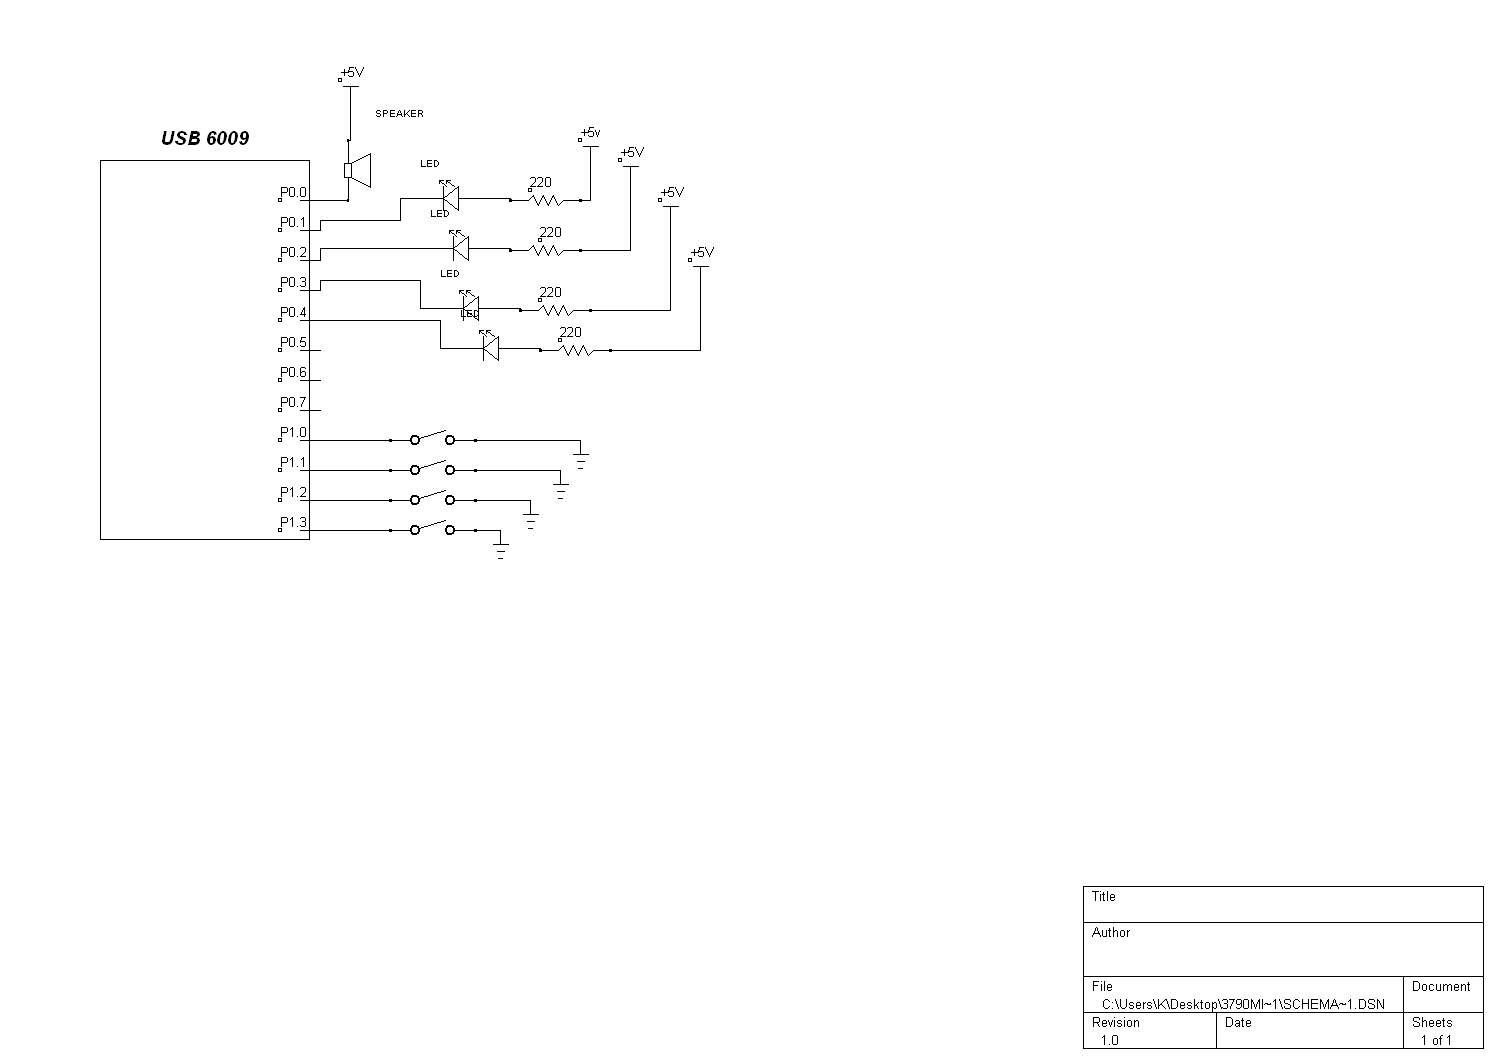 +5V
SPEAKER
USB 6009
+5v
+5V
LED
220
P0.0
+5V
LED
P0.1
220
P0.2
+5V
LED
P0.3
220
P0.4
LED
220
P0.5
P0.6
P0.7
P1.0
P1.1
P1.2
P1.3
Title
Author
File
Document
C:\Users\K\Desktop\3790MI~1\SCHEMA~1.DSN
Revision
Date
Sheets
1.0
1 of 1